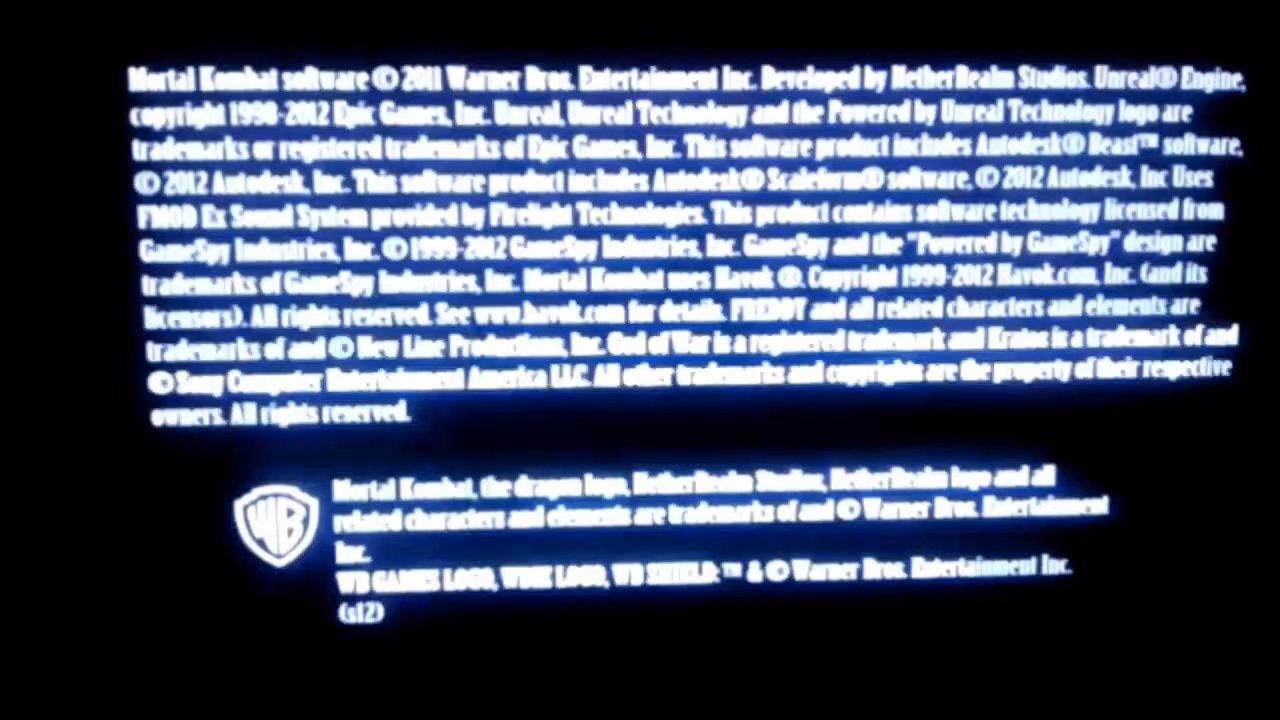 Mortal Kombat software © 2011 Warner Bros. Entertainment Inc. Developed by NetherRealm Studios. Unreal® Engine,
copyright 1998-2012 Epic Games, Inc. Unreal, Unreal Technology and the Powered by Unreal Technology logo are
trademarks or registered trademarks of Epic Games, Inc. This software product includes Autodesk® Beast™ software,
© 2012 Autodesk, Inc. This software product includes Autodesk® Scaleform® software, © 2012 Autodesk, Inc Uses
FMOD Ex Sound System provided by Firelight Technologies. This product contains software technology licensed from
GameSpy Industries, Inc. © 1999-2012 GameSpy Industries, Inc. GameSpy and the "Powered by GameSpy" design are
trademarks of GameSpy Industries, Inc. Mortal Kombat uses Havok ®. Copyright 1999-2012 Havok.com, Inc. (and its
licensors). All rights reserved. See www.havok.com for details. FREDDY and all related characters and elements are
trademarks of and © New Line Productions, Inc. God of War is a registered trademark and Kratos is a trademark of and
© Sony Computer Entertainment America LLC. All other trademarks and copyrights are the property of their respective
owners. All rights reserved.
WB
Mortal Kombat, the dragon logo, NetherRealm Studios, NetherRealm logo and all
related characters and elements are trademarks of and © Warner Bros. Entertainment
Inc.
WB GAMES LOGO, WBIE LOGO, WB SHIELD: ™ & © Warner Bros. Entertainment Inc.
(s12)